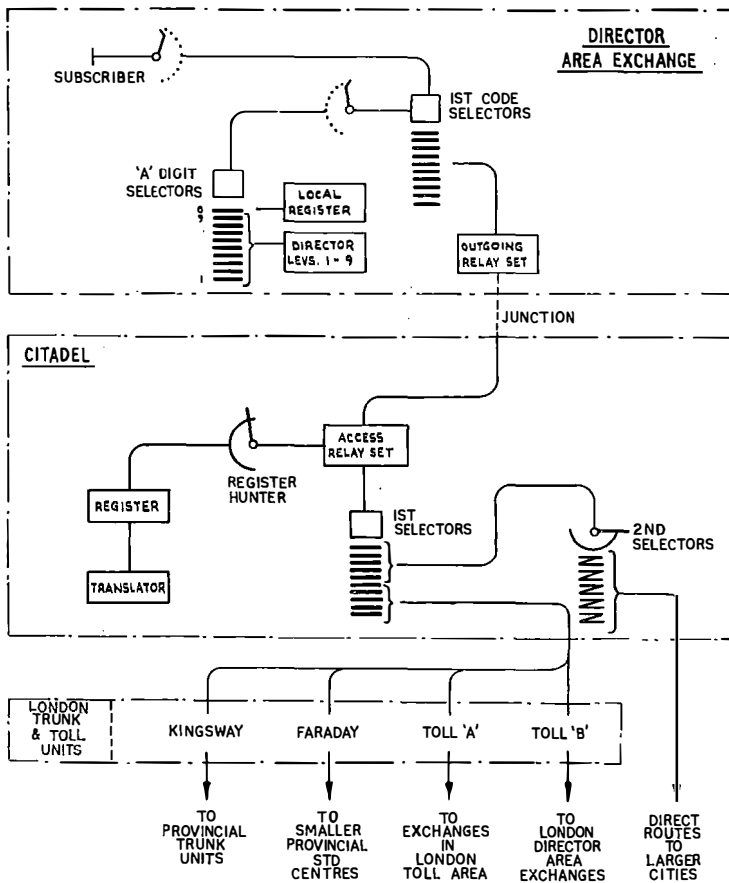 DIRECTOR
AREA EXCHANGE
SUBSCRIBER
IST CODE
SELECTORS
'A' DIGIT
SELECTORS
0
9
1
LOCAL
REGISTER
DIRECTOR
LEVS. 1 - 9
OUTGOING
RELAY SET
JUNCTION
CITADEL
ACCESS
RELAY SET
REGISTER
HUNTER
REGISTER
TRANSLATOR
IST
SELECTORS
2ND
SELECTORS
LONDON
TRUNK
& TOLL
UNITS
KINGSWAY
FARADAY
TOLL 'A'
TOLL 'B'
TO
PROVINCIAL
TRUNK
UNITS
TO
SMALLER
PROVINCIAL
STD
CENTRES
TO
EXCHANGES
IN
LONDON
TOLL AREA
TO
LONDON
DIRECTOR
AREA
EXCHANGES
DIRECT
ROUTES
TO
LARGER
CITIES